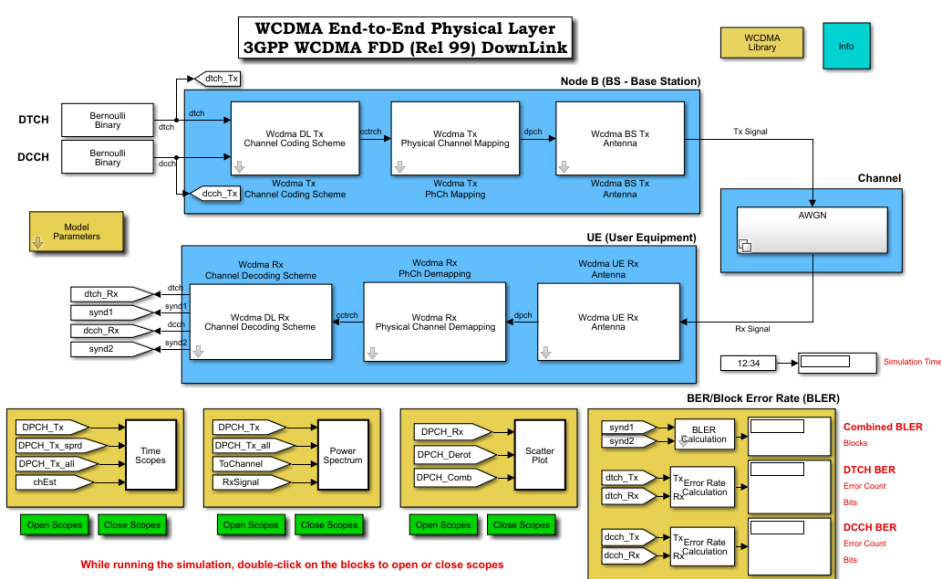 WCDMA End-to-End Physical Layer
3GPP WCDMA FDD (Rel 99) DownLink
WCDMA
Library
Info
dtch_Tx
Node B (BS - Base Station)
DTCH
Bernoulli
Binary
dtch
dtch
Wcdma DL Tx
Channel Coding Scheme
cctrch
Wcdma Tx
Physical Channel Mapping
dpch
Wcdma BS Tx
Antenna
Tx Signal
DCCH
Bernoulli
Binary
dcch
dcch
dcch_Tx
Wcdma Tx
Channel Coding Scheme
Wcdma Tx
PhCh Mapping
Wcdma BS Tx
Antenna
Channel
AWGN
Model
Parameters
UE (User Equipment)
Wcdma Rx
Channel Decoding Scheme
Wcdma Rx
PhCh Demapping
Wcdma UE Rx
Antenna
dtch_Rx
synd1
dcch_Rx
synd2
dtch
synd1
dcch
synd2
Wcdma DL Rx
Channel Decoding Scheme
cctrch
Wcdma Rx
Physical Channel Demapping
dpch
Wcdma UE Rx
Antenna
Rx Signal
12:34
Simulation Time
BER/Block Error Rate (BLER)
DPCH_Tx
DPCH_Tx_sprd
DPCH_Tx_all
chEst
Time
Scopes
DPCH_Tx
DPCH_Tx_all
ToChannel
RxSignal
Power
Spectrum
DPCH_Rx
DPCH_Derot
DPCH_Comb
Scatter
Plot
synd1
synd2
BLER
Calculation
Combined BLER
Blocks
dtch_Tx
dtch_Rx
Tx
Rx
Error Rate
Calculation
DTCH BER
Error Count
Bits
dcch_Tx
dcch_Rx
Tx
Rx
Error Rate
Calculation
DCCH BER
Error Count
Bits
Open Scopes
Close Scopes
Open Scopes
Close Scopes
Open Scopes
Close Scopes
While running the simulation, double-click on the blocks to open or close scopes